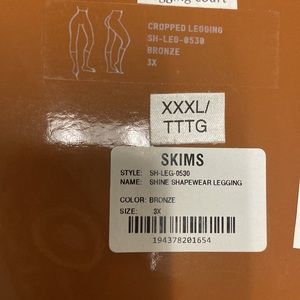 CROPPED LEGGING
SH-LEG-0530
BRONZE
3X
XXXL/
TTTG
SKIMS
STYLE: SH-LEG-0530
NAME: SHINE SHAPEWEAR LEGGING
COLOR: BRONZE
SIZE: 3X
194378201654